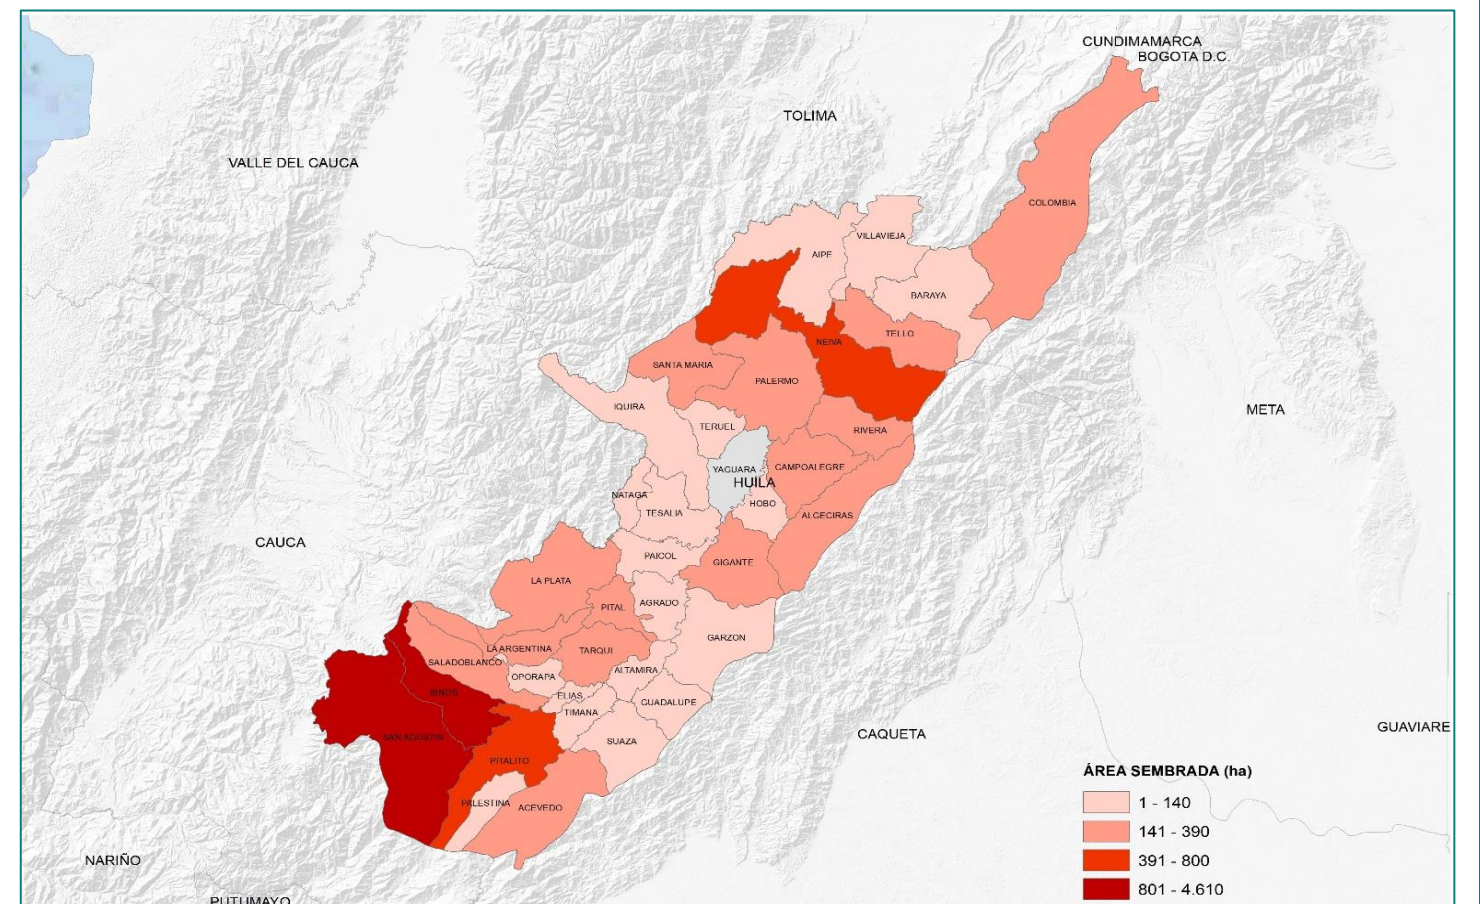 CUNDIMAMARCA
BOGOTA D.C.
TOLIMA
VALLE DEL CAUCA
COLOMBIA
VILLAVIEJA
AIPE
BARAYA
TELLO
NEIVA
SANTA MARIA
PALERMO
IQUIRA
META
TERUEL
RIVERA
YAGUARA
CAMPOALEGRE
HUILA
NATAGA
HOBO
TESALIA
ALGECIRAS
CAUCA
PAICOL
GIGANTE
LA PLATA
PITAL
AGRADO
GARZON
LA ARGENTINA
TARQUI
SALADOBLANCO
ALTAMIRA
OPORAPA
ISNOS
ELIAS
GUADALUPE
TIMANA
SAN AGUSTIN
SUAZA
CAQUETA
GUAVIARE
PITALITO
PALESTINA
ACEVEDO
ÁREA SEMBRADA (ha)
1 - 140
141 - 390
391 - 800
801 - 4.610
NARIÑO
PUTUMAYO